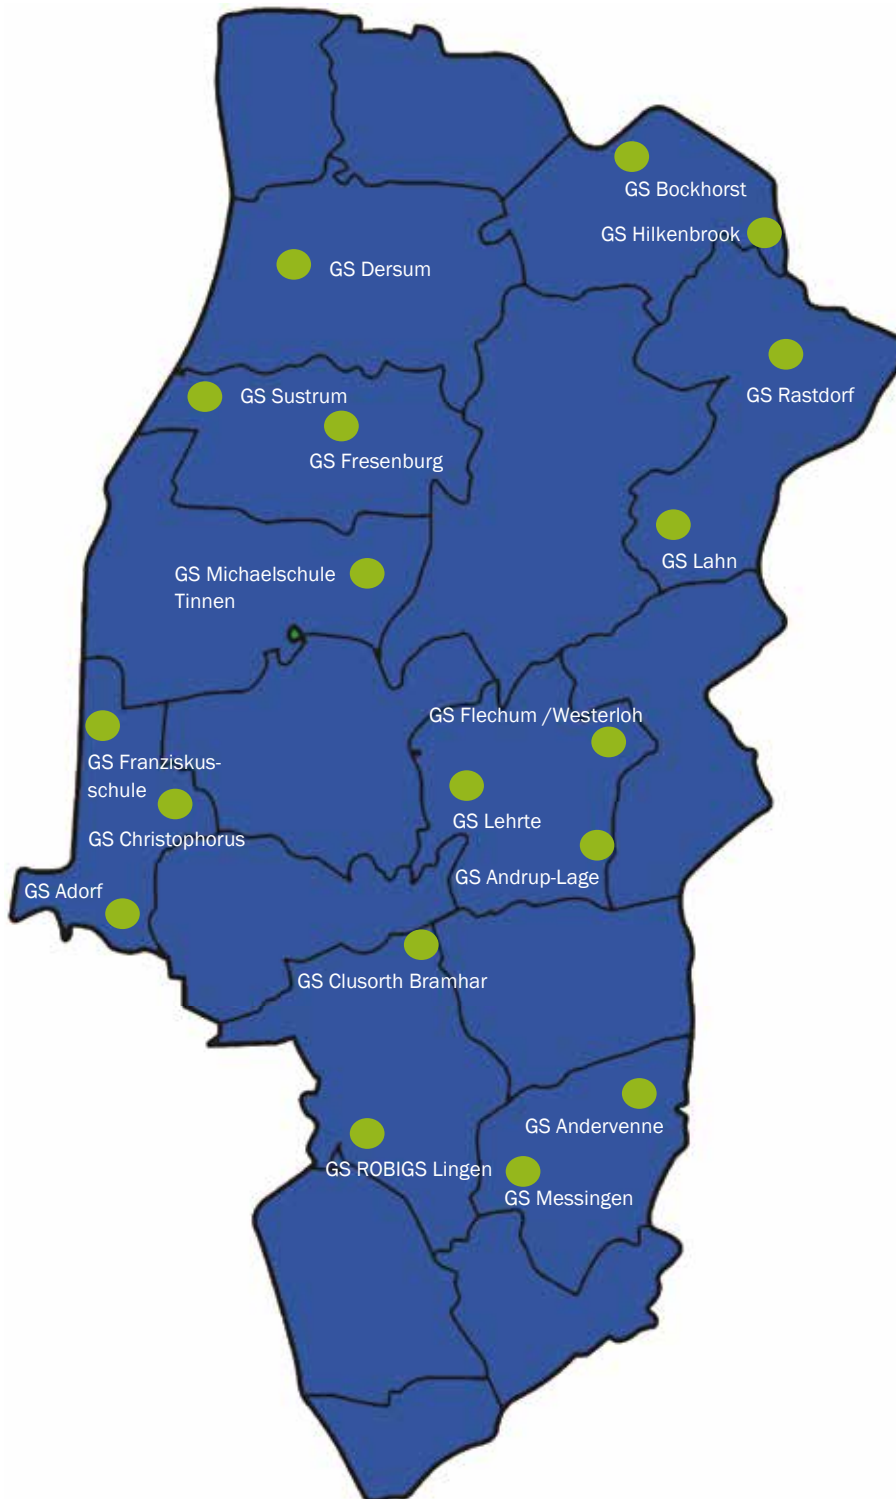 GS Bockhorst
GS Hilkenbrook
GS Dersum
GS Rastdorf
GS Sustrum
GS Fresenburg
GS Lahn
GS Michaelschule
Tinnen
GS Flechum /Westerloh
GS Franziskus-
schule
GS Lehrte
GS Christophorus
GS Andrup-Lage
GS Adorf
GS Clusorth Bramhar
GS Andervenne
GS ROBIGS Lingen
GS Messingen